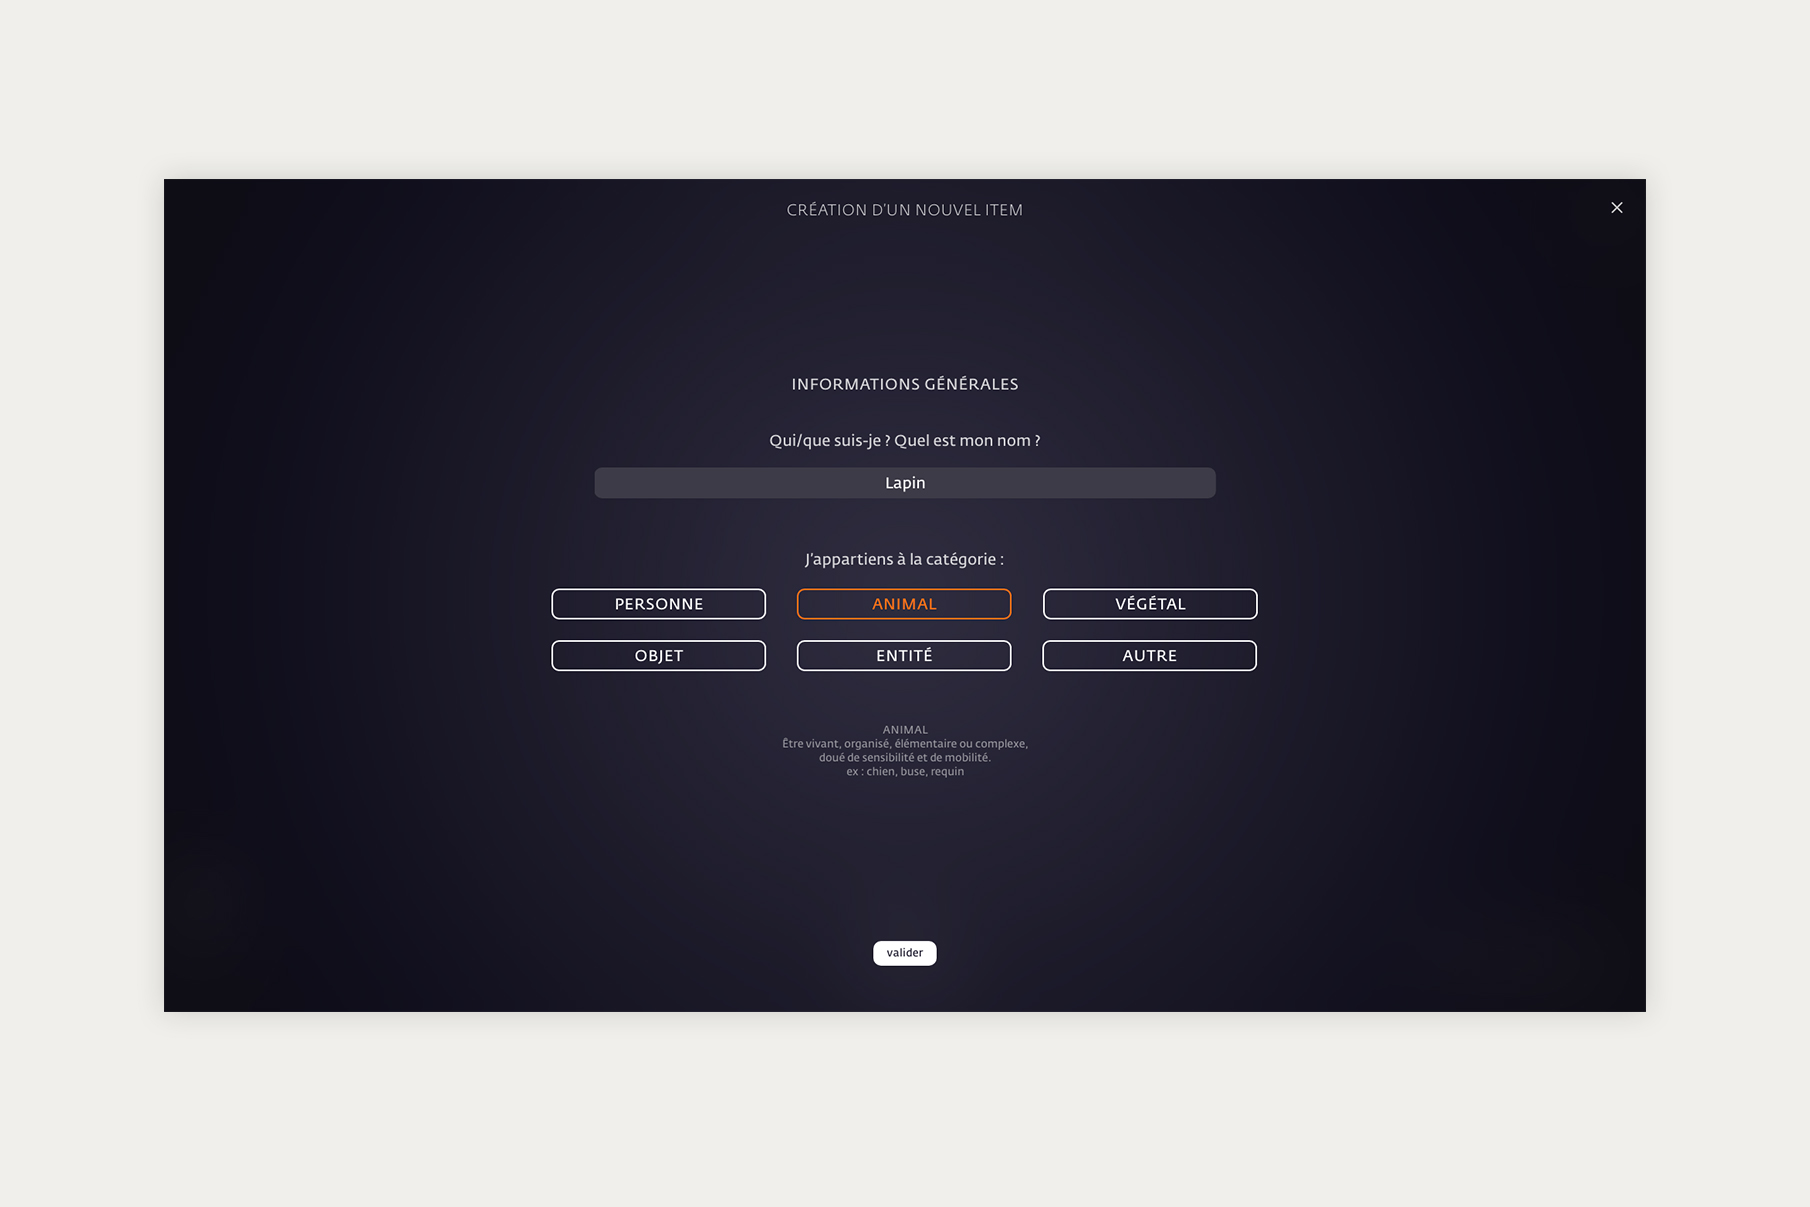 CRÉATION D'UN NOUVEL ITEM
INFORMATIONS GÉNÉRALES
Qui/que suis-je ? Quel est mon nom ?
Lapin
J'appartiens à la catégorie :
PERSONNE ANIMAL VÉGÉTAL
OBJET ENTITÉ AUTRE
ANIMAL
Être vivant, organisé, élémentaire ou complexe,
doué de sensibilité et de mobilité.
ex : chien, buse, requin
valider